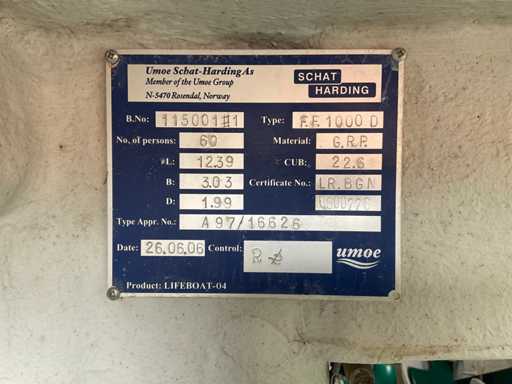 Umoe Schat-Harding As
Member of the Umoe Group
N-5470 Rosendal, Norway
SCHAT
HARDING
B.No: 115001#1 Type: F.F. 1000 D
No. of persons: 60 Material: G.R.P.
L: 12.39 CUB: 22.6
B: 3.03 Certificate No.: LR.BGN
D: 1.99
Type Appr. No.: A97/16626
Date: 26.06.06 Control: R
umoe
Product: LIFEBOAT-04